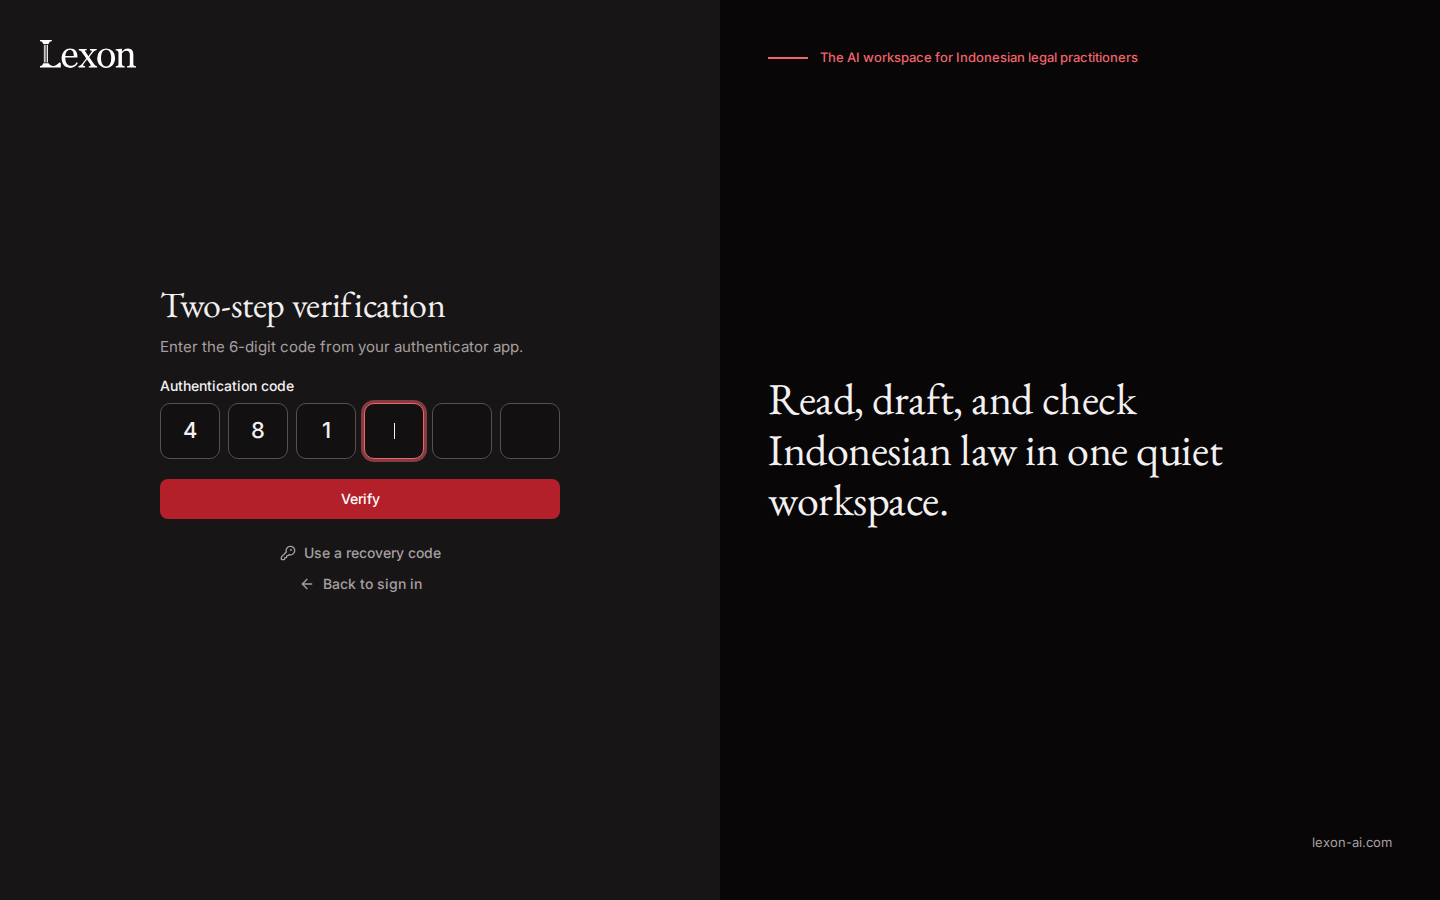 Lexon
Two-step verification
Enter the 6-digit code from your authenticator app.
Authentication code
4 8 1
Verify
Use a recovery code
Back to sign in
The AI workspace for Indonesian legal practitioners
Read, draft, and check
Indonesian law in one quiet
workspace.
lexon-ai.com